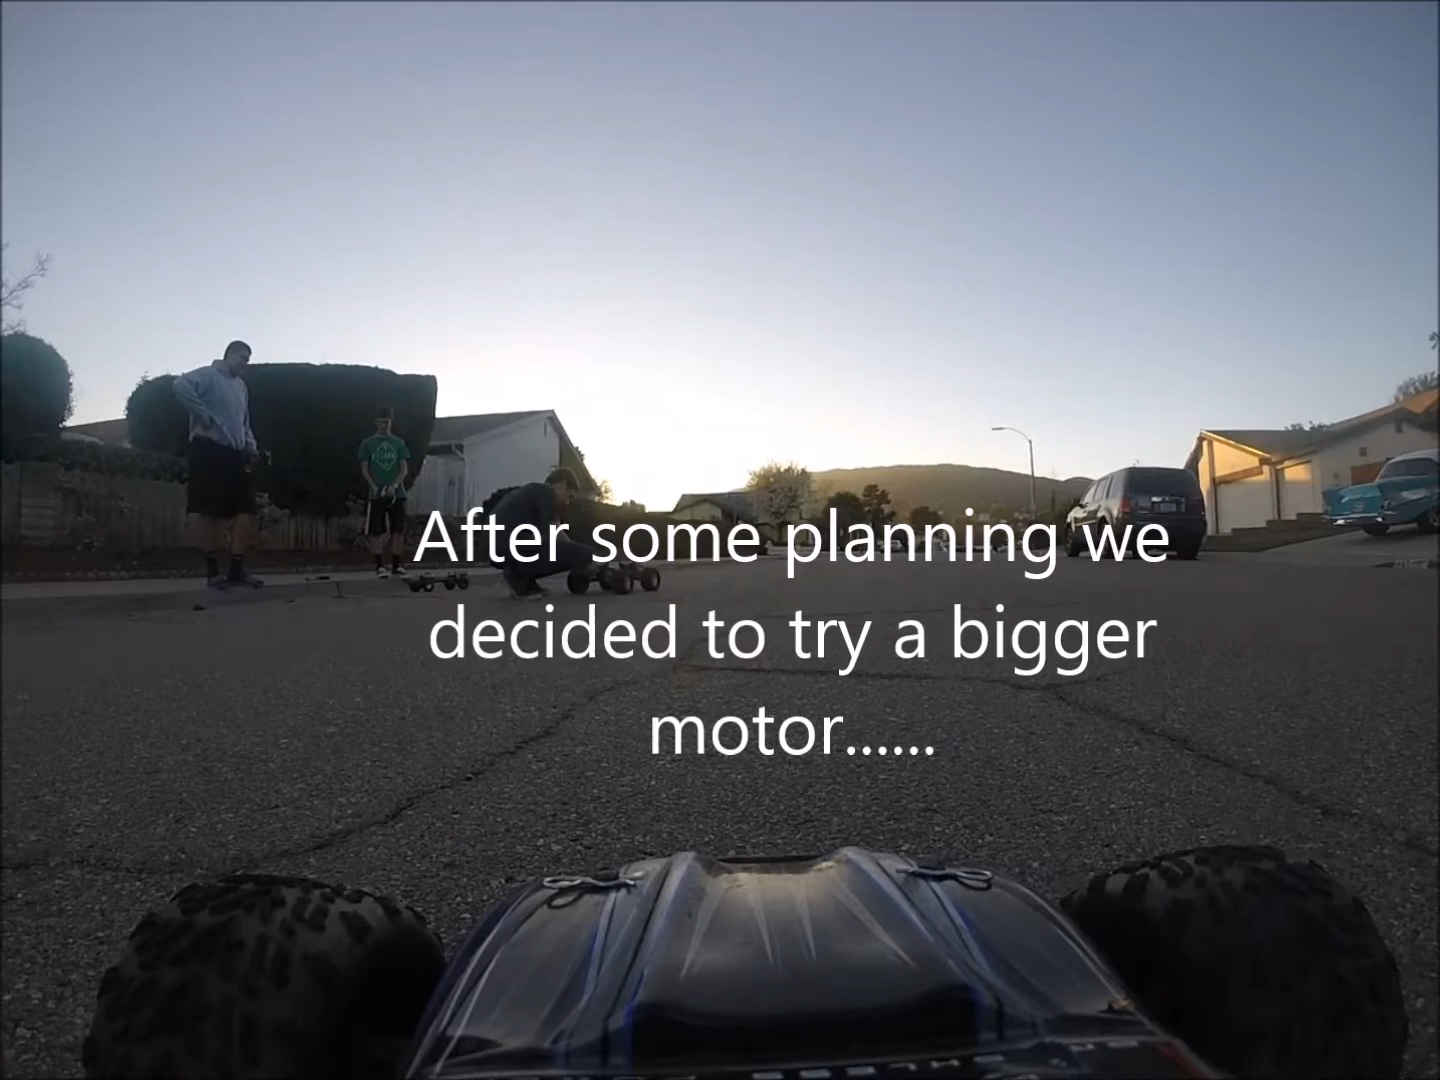 After some planning we
decided to try a bigger
motor......